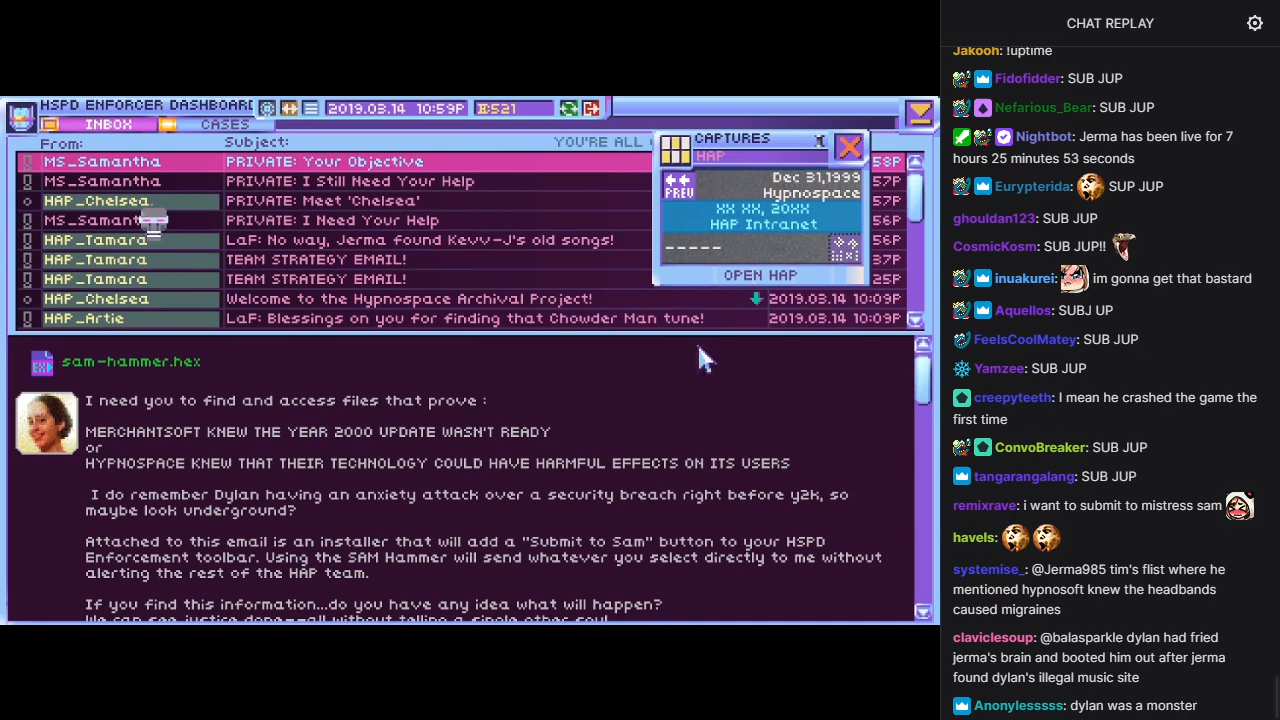 HSPD ENFORCER DASHBOARD
2019.03.14 10:59P
521
INBOX
CASES
From:
Subject:
YOU'RE ALL
MS_Samantha
PRIVATE: Your Objective
58P
MS_Samantha
PRIVATE: I Still Need Your Help
57P
HAP_Chelsea
PRIVATE: Meet 'Chelsea'
57P
MS_Samant
PRIVATE: I Need Your Help
56P
HAP_Tamara
LaF: No way, Jerma found Kevv-J's old songs!
56P
HAP_Tamara
TEAM STRATEGY EMAIL!
37P
HAP_Tamara
TEAM STRATEGY EMAIL!
25P
HAP_Chelsea
Welcome to the Hypnospace Archival Project!
2019.03.14 10:09P
HAP_Artie
LaF: Blessings on you for finding that Chowder Man tune!
2019.03.14 10:09P
CAPTURES
HAP
PREV
Dec 31,1999
Hypnospace
XX XX, 20XX
HAP Intranet
-----
OPEN HAP
EXE
sam-hammer.hex
I need you to find and access files that prove :
MERCHANTSOFT KNEW THE YEAR 2000 UPDATE WASN'T READY
or
HYPNOSPACE KNEW THAT THEIR TECHNOLOGY COULD HAVE HARMFUL EFFECTS ON ITS USERS
I do remember Dylan having an anxiety attack over a security breach right before y2k, so
maybe look underground?
Attached to this email is an installer that will add a "Submit to Sam" button to your HSPD
Enforcement toolbar. Using the SAM Hammer will send whatever you select directly to me without
alerting the rest of the HAP team.
If you find this information...do you have any idea what will happen?
We can see justice done--all without telling a single other soul
CHAT REPLAY
Jakooh: !uptime
Fidofidder: SUB JUP
Nefarious_Bear: SUB JUP
Nightbot: Jerma has been live for 7
hours 25 minutes 53 seconds
Eurypterida: SUP JUP
ghouldan123: SUB JUP
CosmicKosm: SUB JUP!!
inuakurei: im gonna get that bastard
Aquellos: SUBJ UP
FeelsCoolMatey: SUB JUP
Yamzee: SUB JUP
creepyteeth: I mean he crashed the game the
first time
ConvoBreaker: SUB JUP
tangarangalang: SUB JUP
remixrave: i want to submit to mistress sam
havels:
systemise_: @Jerma985 tim's flist where he
mentioned hypnosoft knew the headbands
caused migraines
claviclesoup: @balasparkle dylan had fried
jerma's brain and booted him out after jerma
found dylan's illegal music site
Anonylesssss: dylan was a monster